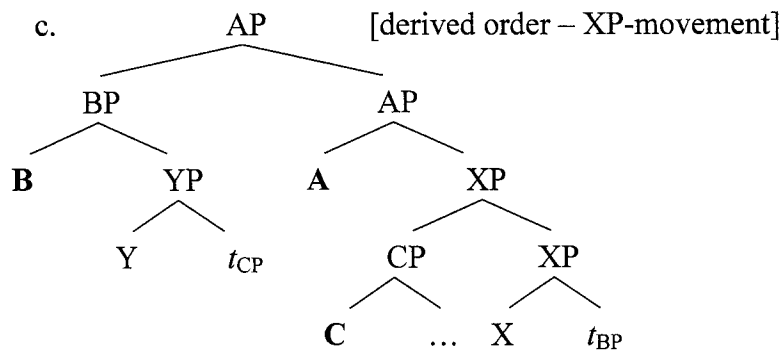 c. AP [derived order – XP-movement]
BP AP
B YP A XP
Y tCP CP XP
C … X tBP